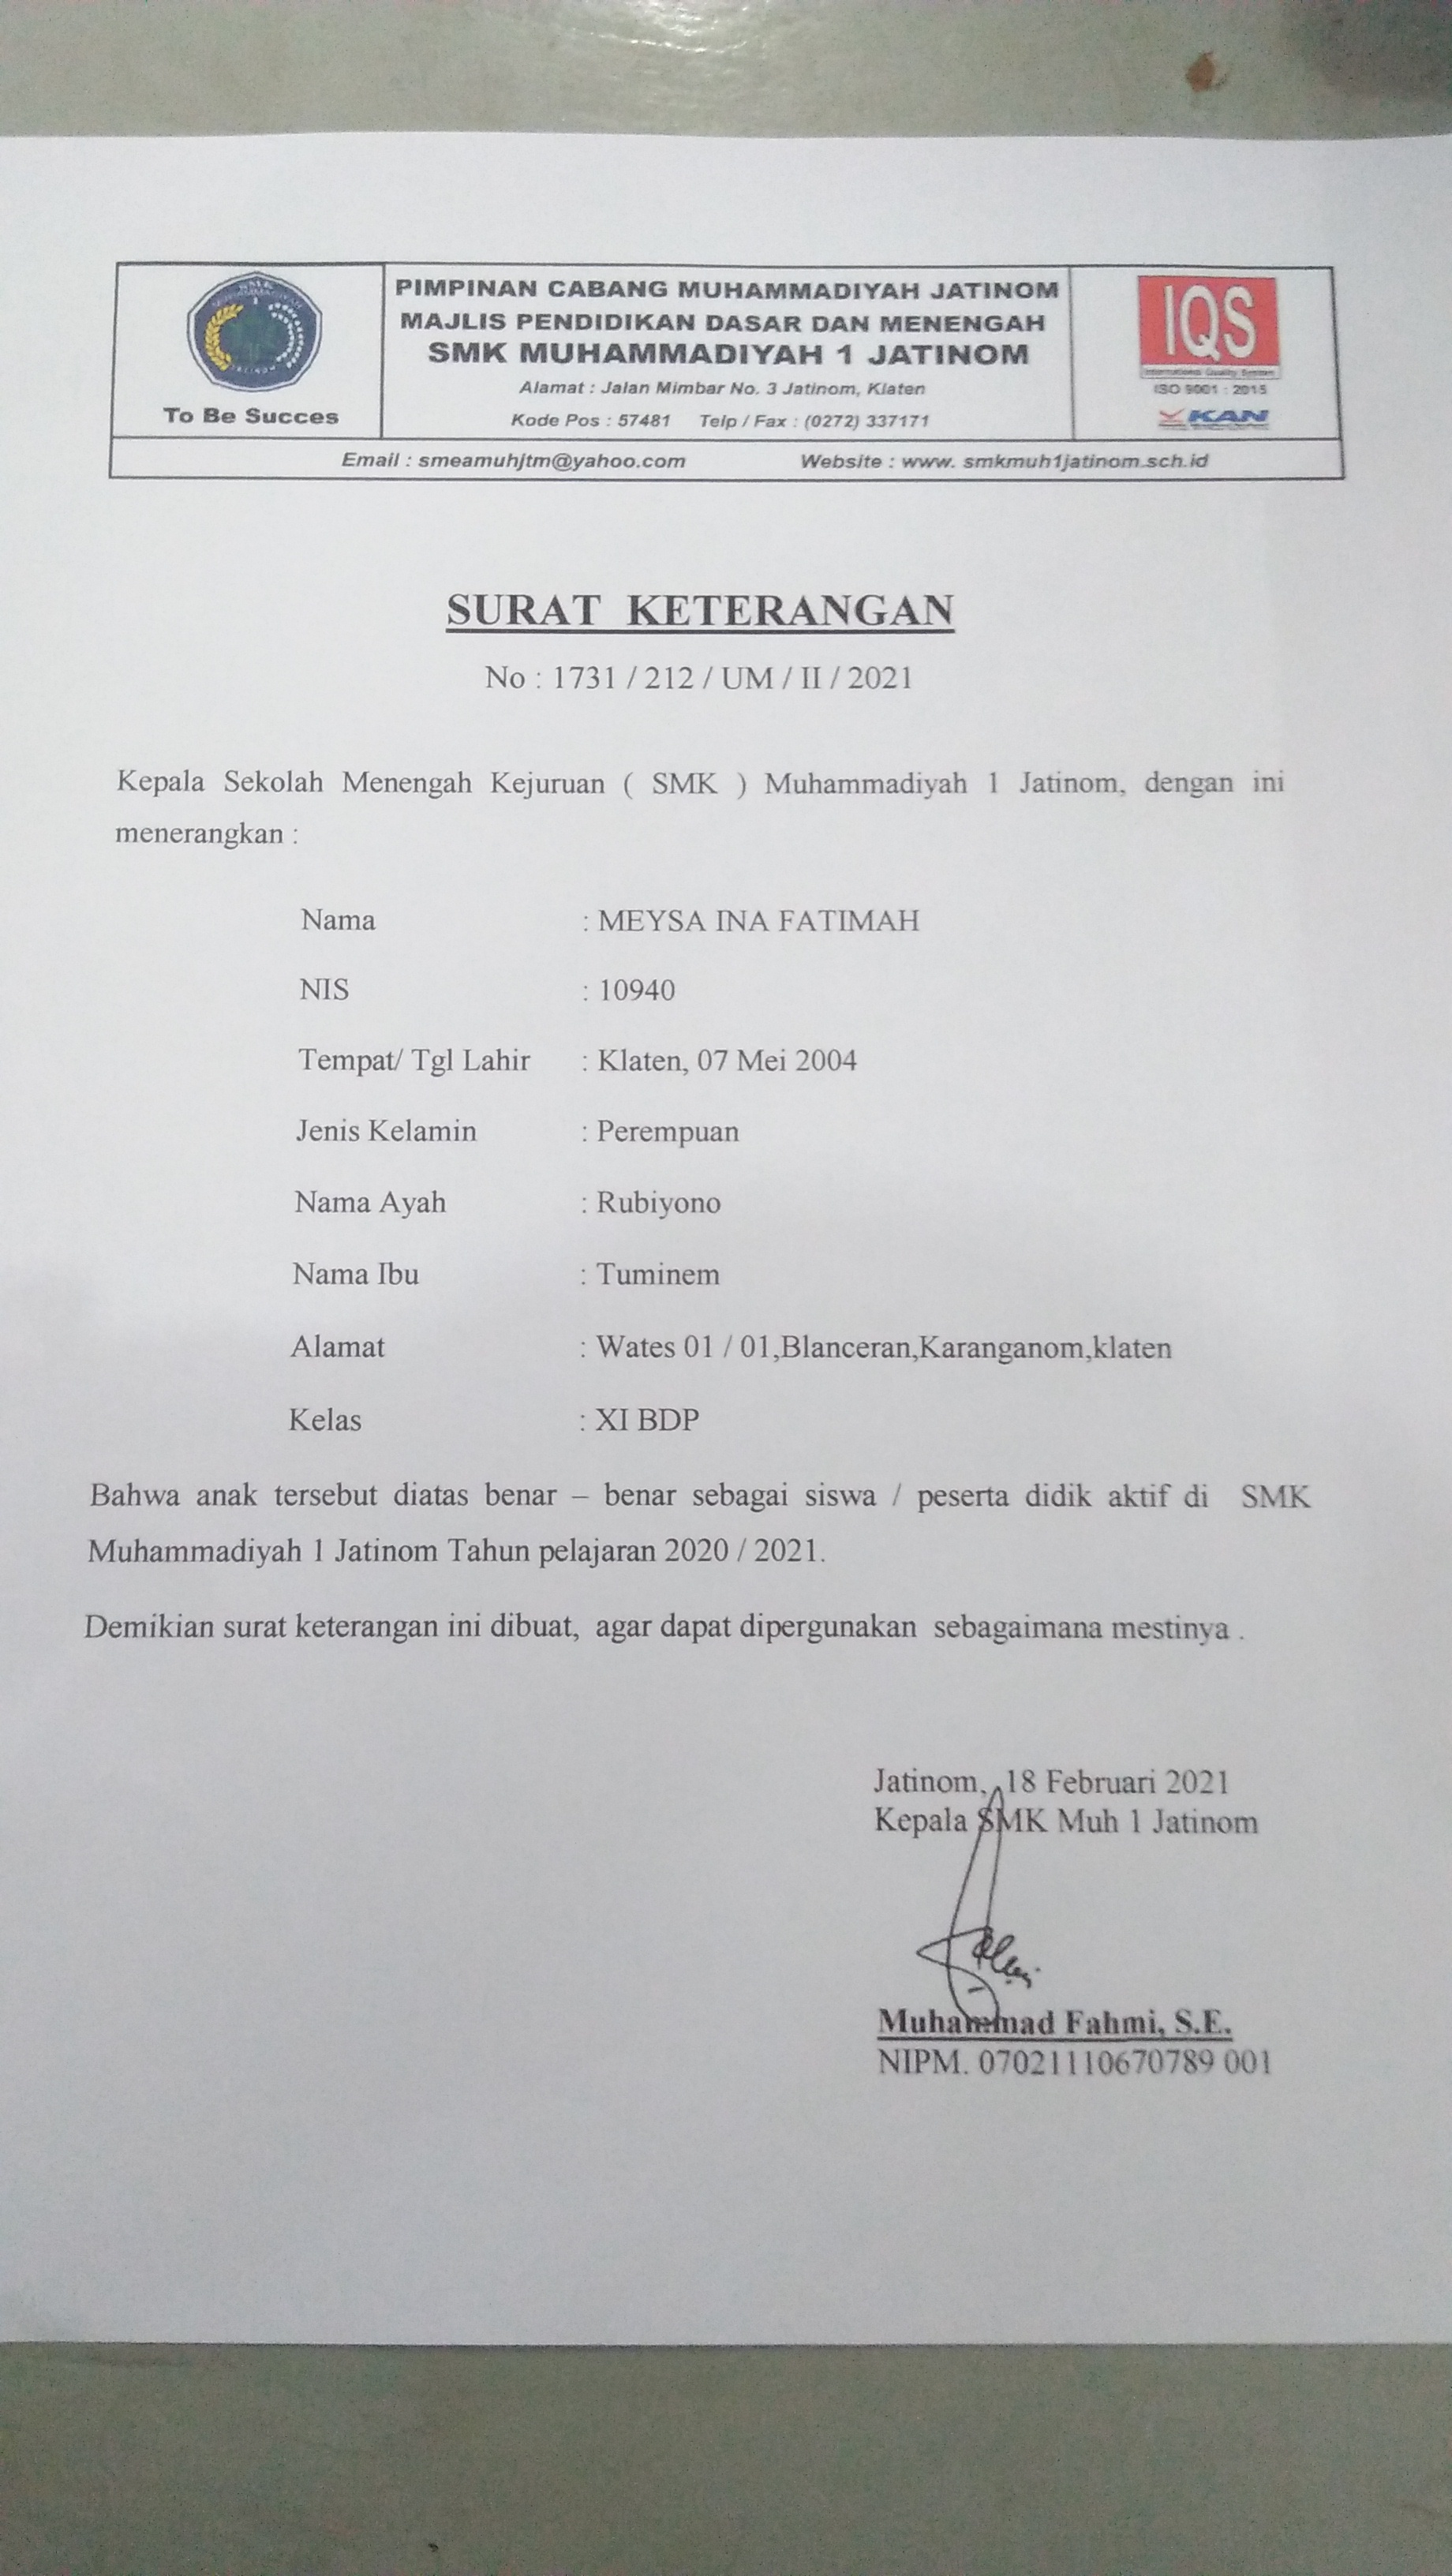 PIMPINAN CABANG MUHAMMADIYAH JATINOM
MAJLIS PENDIDIKAN DASAR DAN MENENGAH
SMK MUHAMMADIYAH 1 JATINOM
Alamat : Jalan Mimbar No. 3 Jatinom, Klaten
Kode Pos : 57481 Telp / Fax : (0272) 337171
To Be Succes
IQS
International Quality System
ISO 9001 : 2015
KAN
Email : smeamuhjtm@yahoo.com Website : www. smkmuh1jatinom.sch.id
SURAT KETERANGAN
No : 1731 / 212 / UM / II / 2021
Kepala Sekolah Menengah Kejuruan ( SMK ) Muhammadiyah 1 Jatinom, dengan ini
menerangkan :
Nama : MEYSA INA FATIMAH
NIS : 10940
Tempat/ Tgl Lahir : Klaten, 07 Mei 2004
Jenis Kelamin : Perempuan
Nama Ayah : Rubiyono
Nama Ibu : Tuminem
Alamat : Wates 01 / 01,Blanceran,Karanganom,klaten
Kelas : XI BDP
Bahwa anak tersebut diatas benar – benar sebagai siswa / peserta didik aktif di SMK
Muhammadiyah 1 Jatinom Tahun pelajaran 2020 / 2021.
Demikian surat keterangan ini dibuat, agar dapat dipergunakan sebagaimana mestinya .
Jatinom, 18 Februari 2021
Kepala SMK Muh 1 Jatinom
Muhammad Fahmi, S.E.
NIPM. 07021110670789 001